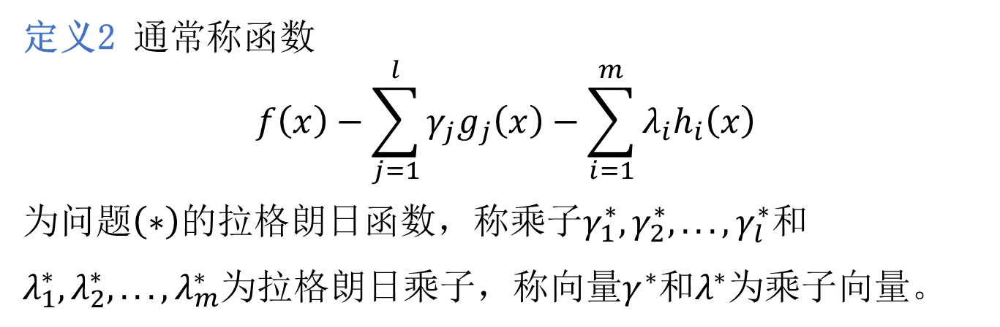 定义2 通常称函数
f(x) − ∑_{j=1}^{l} γ_j g_j(x) − ∑_{i=1}^{m} λ_i h_i(x)
为问题(∗)的拉格朗日函数，称乘子γ_1^*, γ_2^*, ..., γ_l^*和
λ_1^*, λ_2^*, ..., λ_m^*为拉格朗日乘子，称向量γ^*和λ^*为乘子向量。